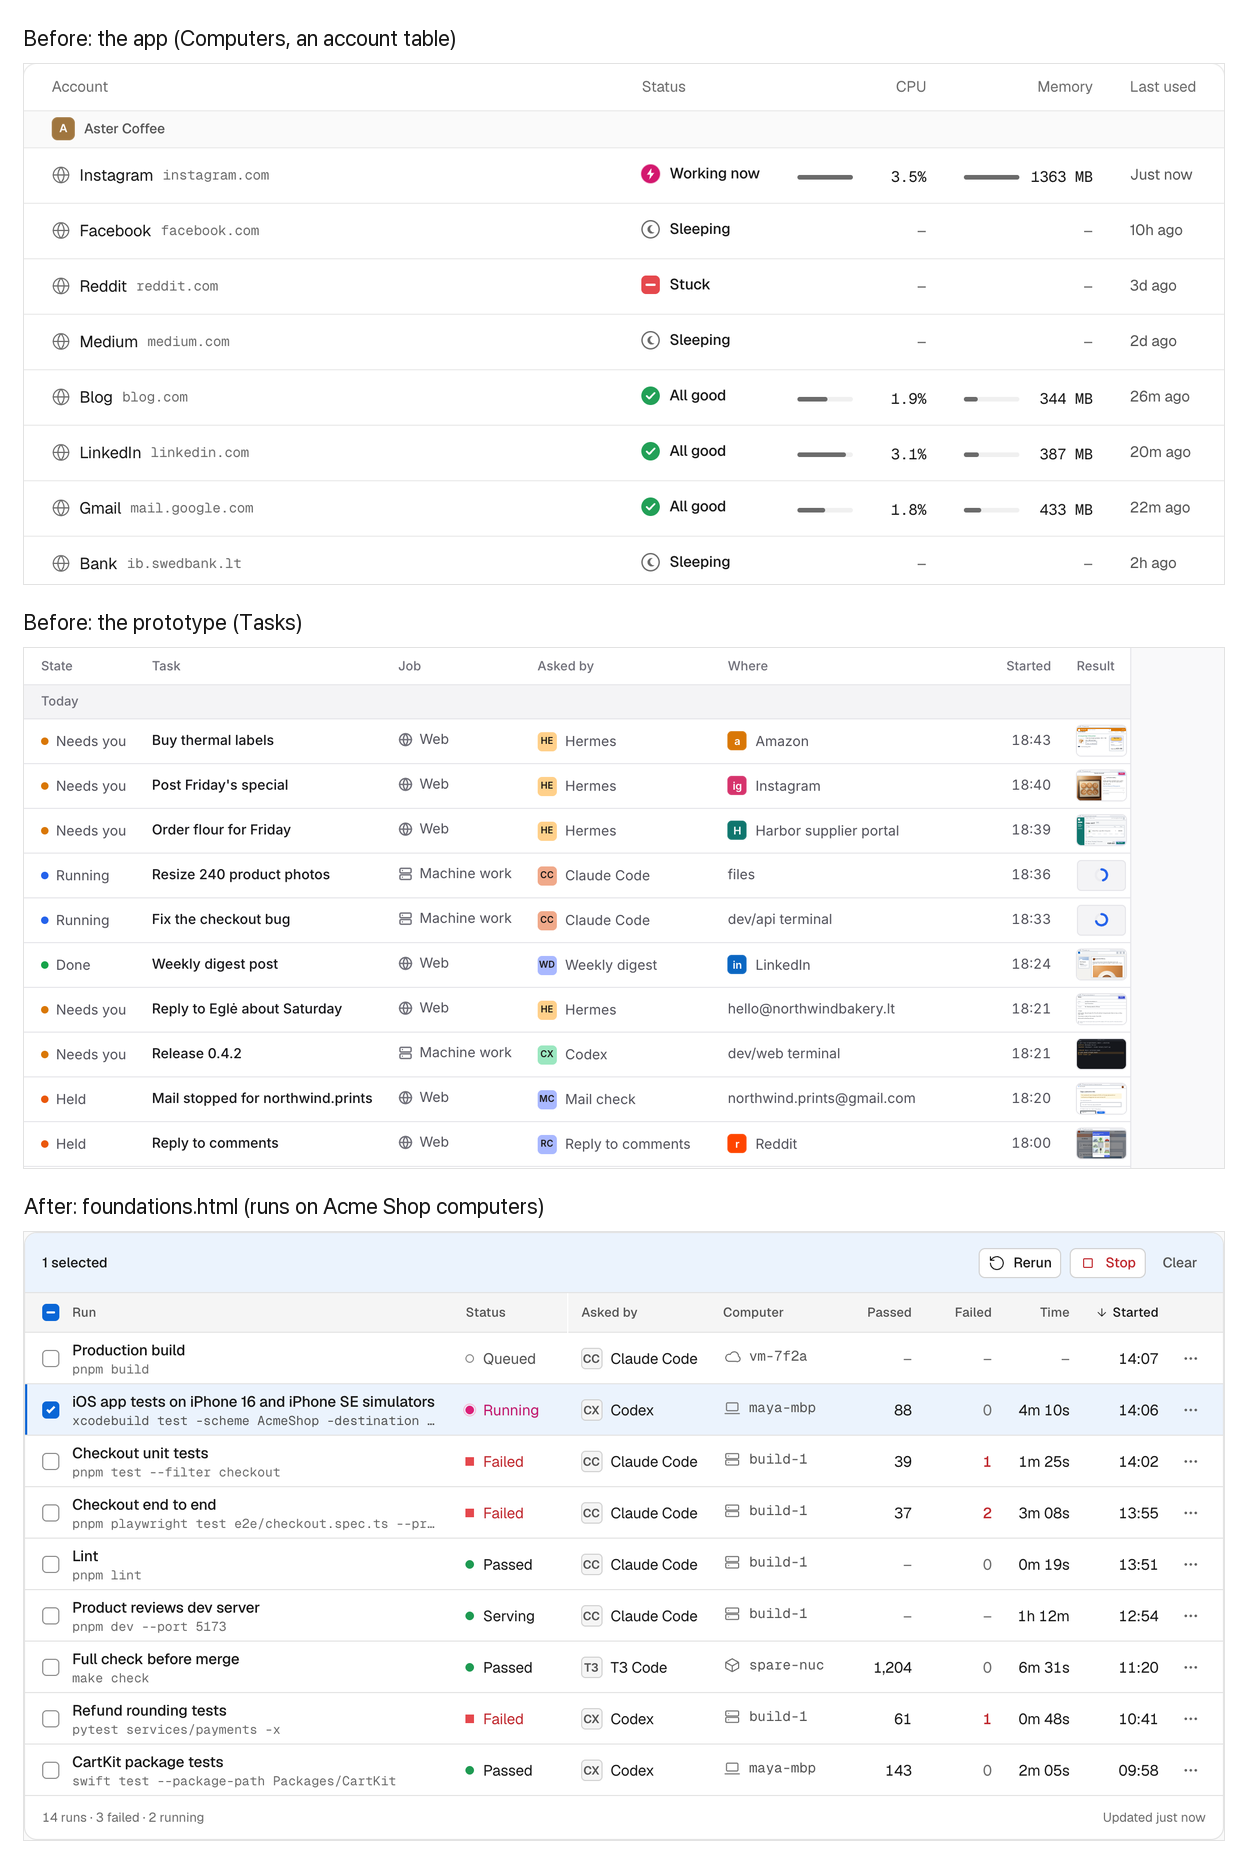 Before: the app (Computers, an account table)
Account Status CPU Memory Last used
A Aster Coffee
Instagram instagram.com Working now 3.5% 1363 MB Just now
Facebook facebook.com Sleeping – – 10h ago
Reddit reddit.com Stuck – – 3d ago
Medium medium.com Sleeping – – 2d ago
Blog blog.com All good 1.9% 344 MB 26m ago
LinkedIn linkedin.com All good 3.1% 387 MB 20m ago
Gmail mail.google.com All good 1.8% 433 MB 22m ago
Bank ib.swedbank.lt Sleeping – – 2h ago
Before: the prototype (Tasks)
State Task Job Asked by Where Started Result
Today
Needs you Buy thermal labels Web HE Hermes a Amazon 18:43
Needs you Post Friday's special Web HE Hermes ig Instagram 18:40
Needs you Order flour for Friday Web HE Hermes H Harbor supplier portal 18:39
Running Resize 240 product photos Machine work CC Claude Code files 18:36
Running Fix the checkout bug Machine work CC Claude Code dev/api terminal 18:33
Done Weekly digest post Web WD Weekly digest in LinkedIn 18:24
Needs you Reply to Eglė about Saturday Web HE Hermes hello@northwindbakery.lt 18:21
Needs you Release 0.4.2 Machine work CX Codex dev/web terminal 18:21
Held Mail stopped for northwind.prints Web MC Mail check northwind.prints@gmail.com 18:20
Held Reply to comments Web RC Reply to comments r Reddit 18:00
After: foundations.html (runs on Acme Shop computers)
1 selected Rerun Stop Clear
Run Status Asked by Computer Passed Failed Time ↓ Started
Production build
pnpm build
Queued CC Claude Code vm-7f2a – – – 14:07 ···
iOS app tests on iPhone 16 and iPhone SE simulators
xcodebuild test -scheme AcmeShop -destination …
Running CX Codex maya-mbp 88 0 4m 10s 14:06 ···
Checkout unit tests
pnpm test --filter checkout
Failed CC Claude Code build-1 39 1 1m 25s 14:02 ···
Checkout end to end
pnpm playwright test e2e/checkout.spec.ts --pr…
Failed CC Claude Code build-1 37 2 3m 08s 13:55 ···
Lint
pnpm lint
Passed CC Claude Code build-1 – 0 0m 19s 13:51 ···
Product reviews dev server
pnpm dev --port 5173
Serving CC Claude Code build-1 – – 1h 12m 12:54 ···
Full check before merge
make check
Passed T3 T3 Code spare-nuc 1,204 0 6m 31s 11:20 ···
Refund rounding tests
pytest services/payments -x
Failed CX Codex build-1 61 1 0m 48s 10:41 ···
CartKit package tests
swift test --package-path Packages/CartKit
Passed CX Codex maya-mbp 143 0 2m 05s 09:58 ···
14 runs · 3 failed · 2 running Updated just now